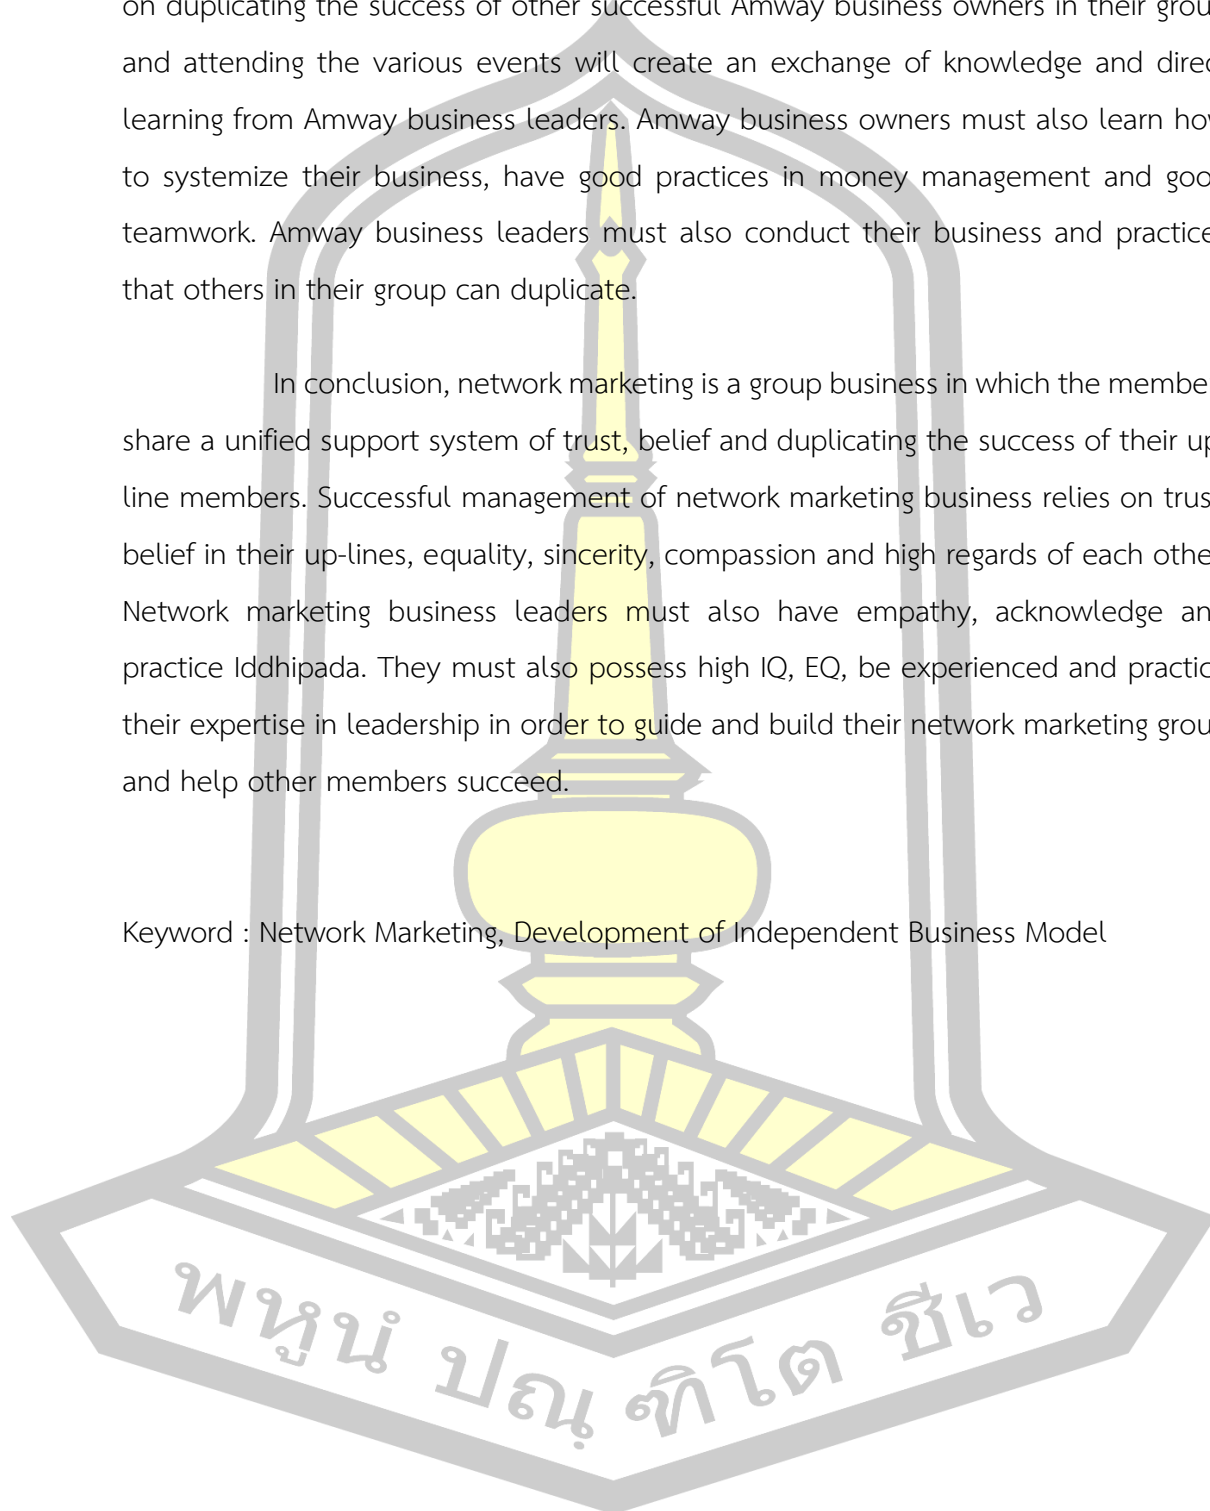 on duplicating the success of other successful Amway business owners in their grou
and attending the various events will create an exchange of knowledge and direc
learning from Amway business leaders. Amway business owners must also learn how
to systemize their business, have good practices in money management and goo
teamwork. Amway business leaders must also conduct their business and practice
that others in their group can duplicate.
In conclusion, network marketing is a group business in which the membe
share a unified support system of trust, belief and duplicating the success of their up
line members. Successful management of network marketing business relies on trus
belief in their up-lines, equality, sincerity, compassion and high regards of each othe
Network marketing business leaders must also have empathy, acknowledge an
practice Iddhipada. They must also possess high IQ, EQ, be experienced and practic
their expertise in leadership in order to guide and build their network marketing grou
and help other members succeed.
Keyword : Network Marketing, Development of Independent Business Model
พหูนํ ปณฺฑิโต ชีเว